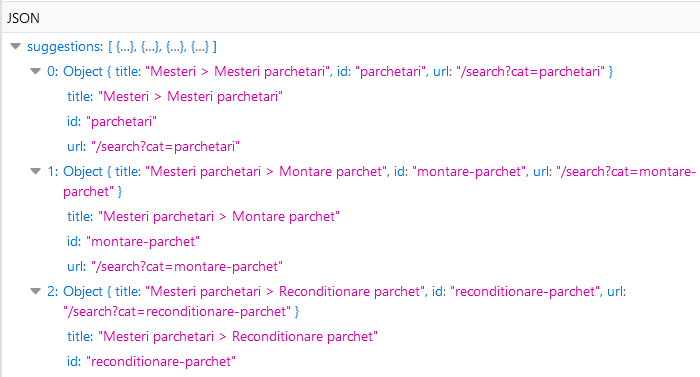 JSON
suggestions: [ {…}, {…}, {…}, {…} ]
0: Object { title: "Mesteri > Mesteri parchetari", id: "parchetari", url: "/search?cat=parchetari" }
title: "Mesteri > Mesteri parchetari"
id: "parchetari"
url: "/search?cat=parchetari"
1: Object { title: "Mesteri parchetari > Montare parchet", id: "montare-parchet", url: "/search?cat=montare-
parchet" }
title: "Mesteri parchetari > Montare parchet"
id: "montare-parchet"
url: "/search?cat=montare-parchet"
2: Object { title: "Mesteri parchetari > Reconditionare parchet", id: "reconditionare-parchet", url:
"/search?cat=reconditionare-parchet" }
title: "Mesteri parchetari > Reconditionare parchet"
id: "reconditionare-parchet"